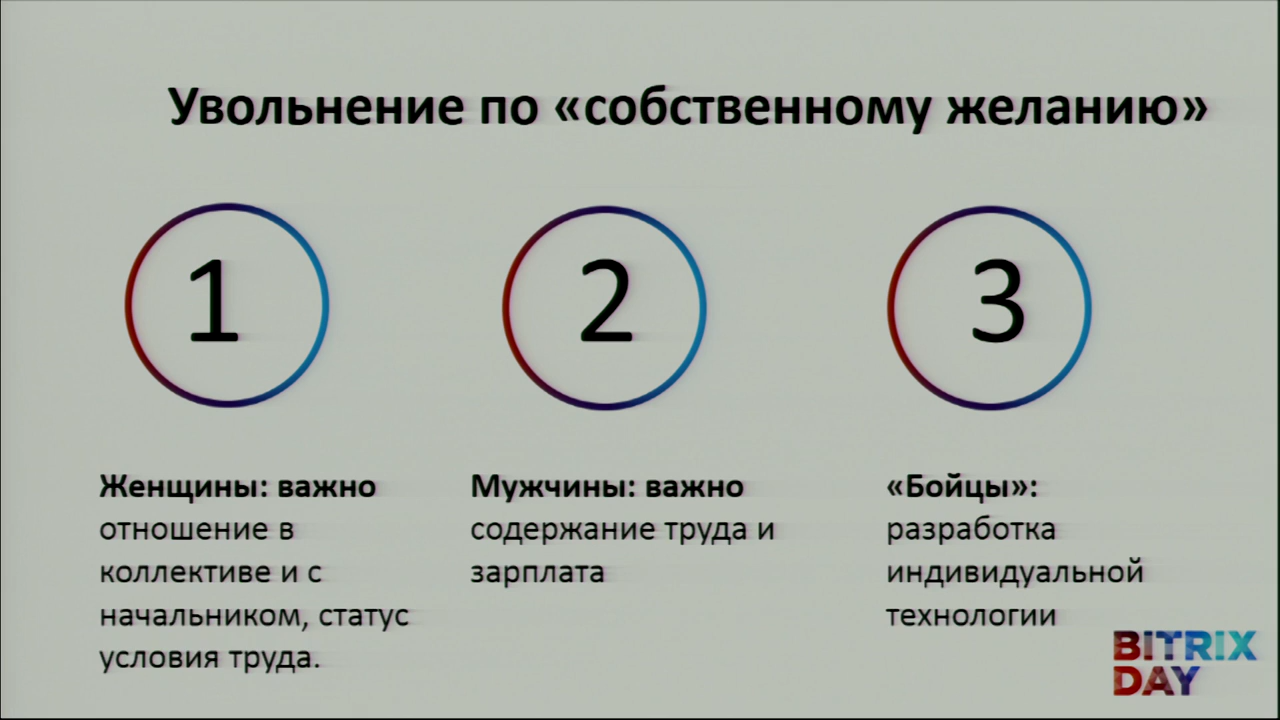 Увольнение по «собственному желанию»
1
2
3
Женщины: важно
отношение в
коллективе и с
начальником, статус
условия труда.
Мужчины: важно
содержание труда и
зарплата
«Бойцы»:
разработка
индивидуальной
технологии
BITRIX
DAY